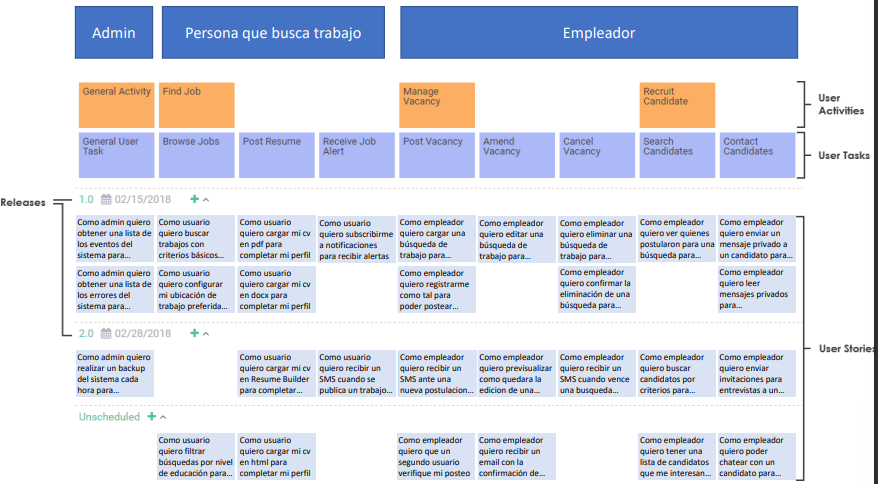 Admin
Persona que busca trabajo
Empleador
General Activity
Find Job
Manage
Vacancy
Recruit
Candidate
User
Activities
General User
Task
Browse Jobs
Post Resume
Receive Job
Alert
Post Vacancy
Amend
Vacancy
Cancel
Vacancy
Search
Candidates
Contact
Candidates
User Tasks
Releases
1.0 02/15/2018
Como admin quiero
obtener una lista de
los eventos del
sistema para...
Como usuario
quiero buscar
trabajos con
criterios básicos...
Como usuario
quiero cargar mi cv
en pdf para
completar mi perfil
Como usuario
quiero subscribirme
a notificaciones
para recibir alertas
Como empleador
quiero cargar una
búsqueda de
trabajo para...
Como empleador
quiero editar una
búsqueda de
trabajo para...
Como empleador
quiero eliminar una
búsqueda de
trabajo para...
Como empleador
quiero ver quienes
postularon para una
búsqueda para...
Como empleador
quiero enviar un
mensaje privado a
un candidato para...
Como admin quiero
obtener una lista de
los errores del
sistema para...
Como usuario
quiero configurar
mi ubicación de
trabajo preferida...
Como usuario
quiero cargar mi cv
en docx para
completar mi perfil
Como empleador
quiero registrarme
como tal para
poder postear...
Como empleador
quiero confirmar la
eliminación de una
búsqueda para...
Como empleador
quiero leer
mensajes privados
para...
2.0 02/28/2018
User Stories
Como admin quiero
realizar un backup
del sistema cada
hora para...
Como usuario
quiero cargar mi cv
en Resume Builder
para completar...
Como usuario
quiero recibir un
SMS cuando se
publica un trabajo...
Como empleador
quiero recibir un
SMS ante una
nueva postulacion...
Como empleador
quiero previsualizar
como quedara la
edicion de una...
Como empleador
quiero recibir un
SMS cuando vence
una busqueda...
Como empleador
quiero buscar
candidatos por
criterios para...
Como empleador
quiero enviar
invitaciones para
entrevistas a un...
Unscheduled
Como usuario
quiero filtrar
búsquedas por nivel
de educación para...
Como usuario
quiero cargar mi cv
en html para
completar mi perfil
Como empleador
quiero que un
segundo usuario
verifique mi posteo
Como empleador
quiero recibir un
email con la
confirmación de...
Como empleador
quiero tener una
lista de candidatos
que me interesan...
Como empleador
quiero poder
chatear con un
candidato para...